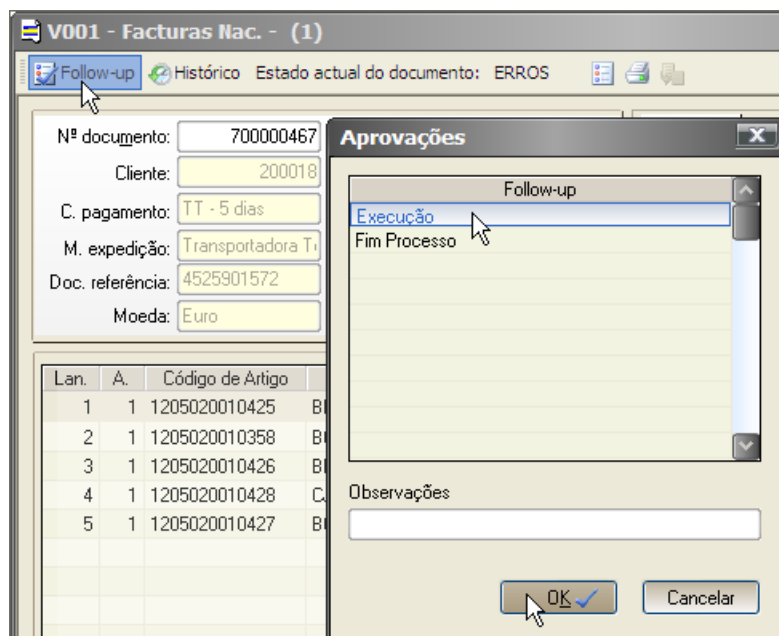 V001 - Facturas Nac. - (1)
Follow-up Histórico Estado actual do documento: ERROS
Nº documento: 700000467
Cliente: 200018
C. pagamento: TT - 5 dias
M. expedição: Transportadora
Doc. referência: 4525901572
Moeda: Euro
Aprovações
Follow-up
Execução
Fim Processo
Observações
OK Cancelar
Lan. A. Código de Artigo
1 1 1205020010425
2 1 1205020010358
3 1 1205020010426
4 1 1205020010428
5 1 1205020010427